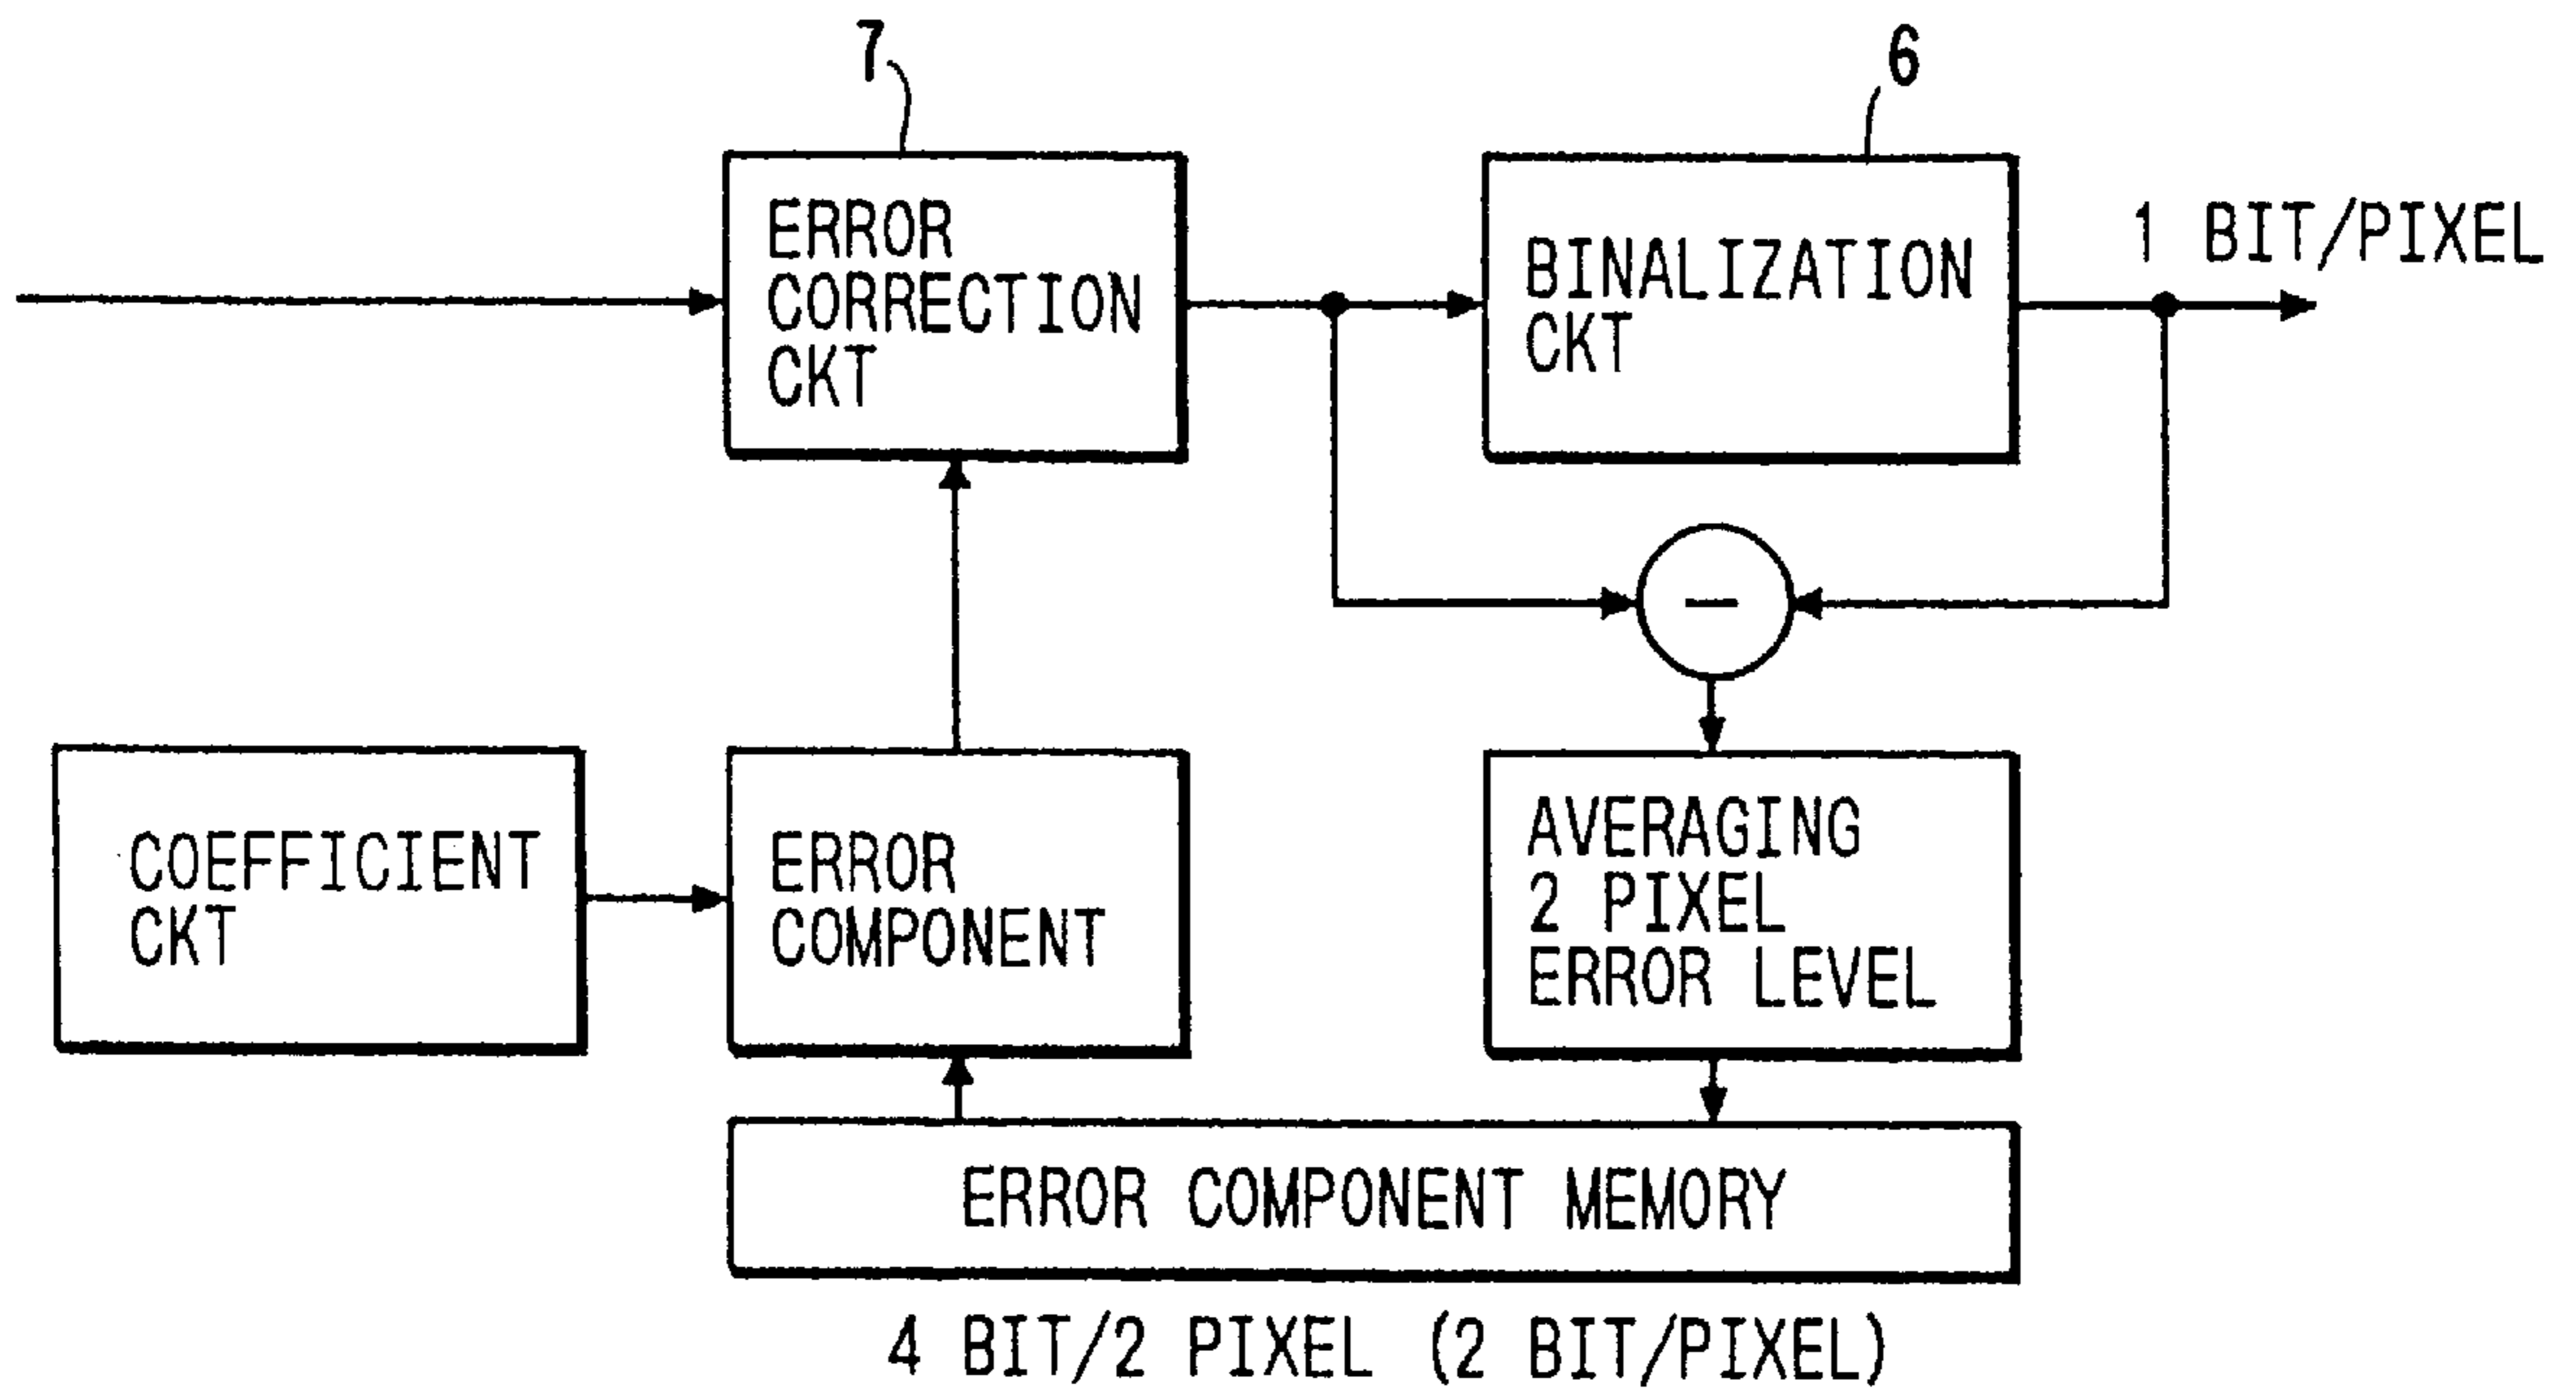 7
6
ERROR
CORRECTION
CKT
BINALIZATION
CKT
1 BIT/PIXEL
COEFFICIENT
CKT
ERROR
COMPONENT
AVERAGING
2 PIXEL
ERROR LEVEL
ERROR COMPONENT MEMORY
4 BIT/2 PIXEL (2 BIT/PIXEL)